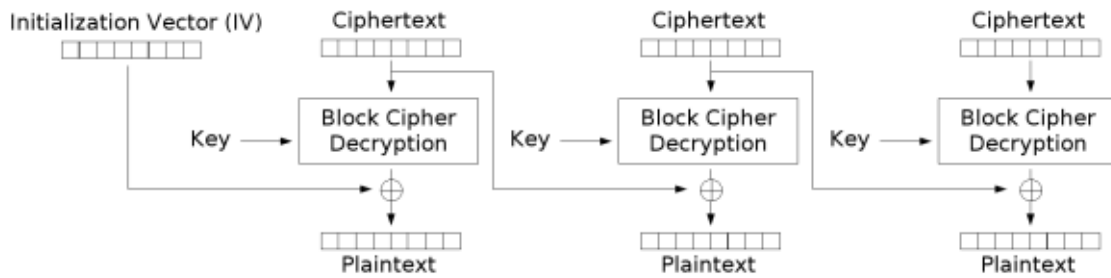 Initialization Vector (IV)
Ciphertext
Ciphertext
Ciphertext
Key
Block Cipher
Decryption
Key
Block Cipher
Decryption
Key
Block Cipher
Decryption
Plaintext
Plaintext
Plaintext